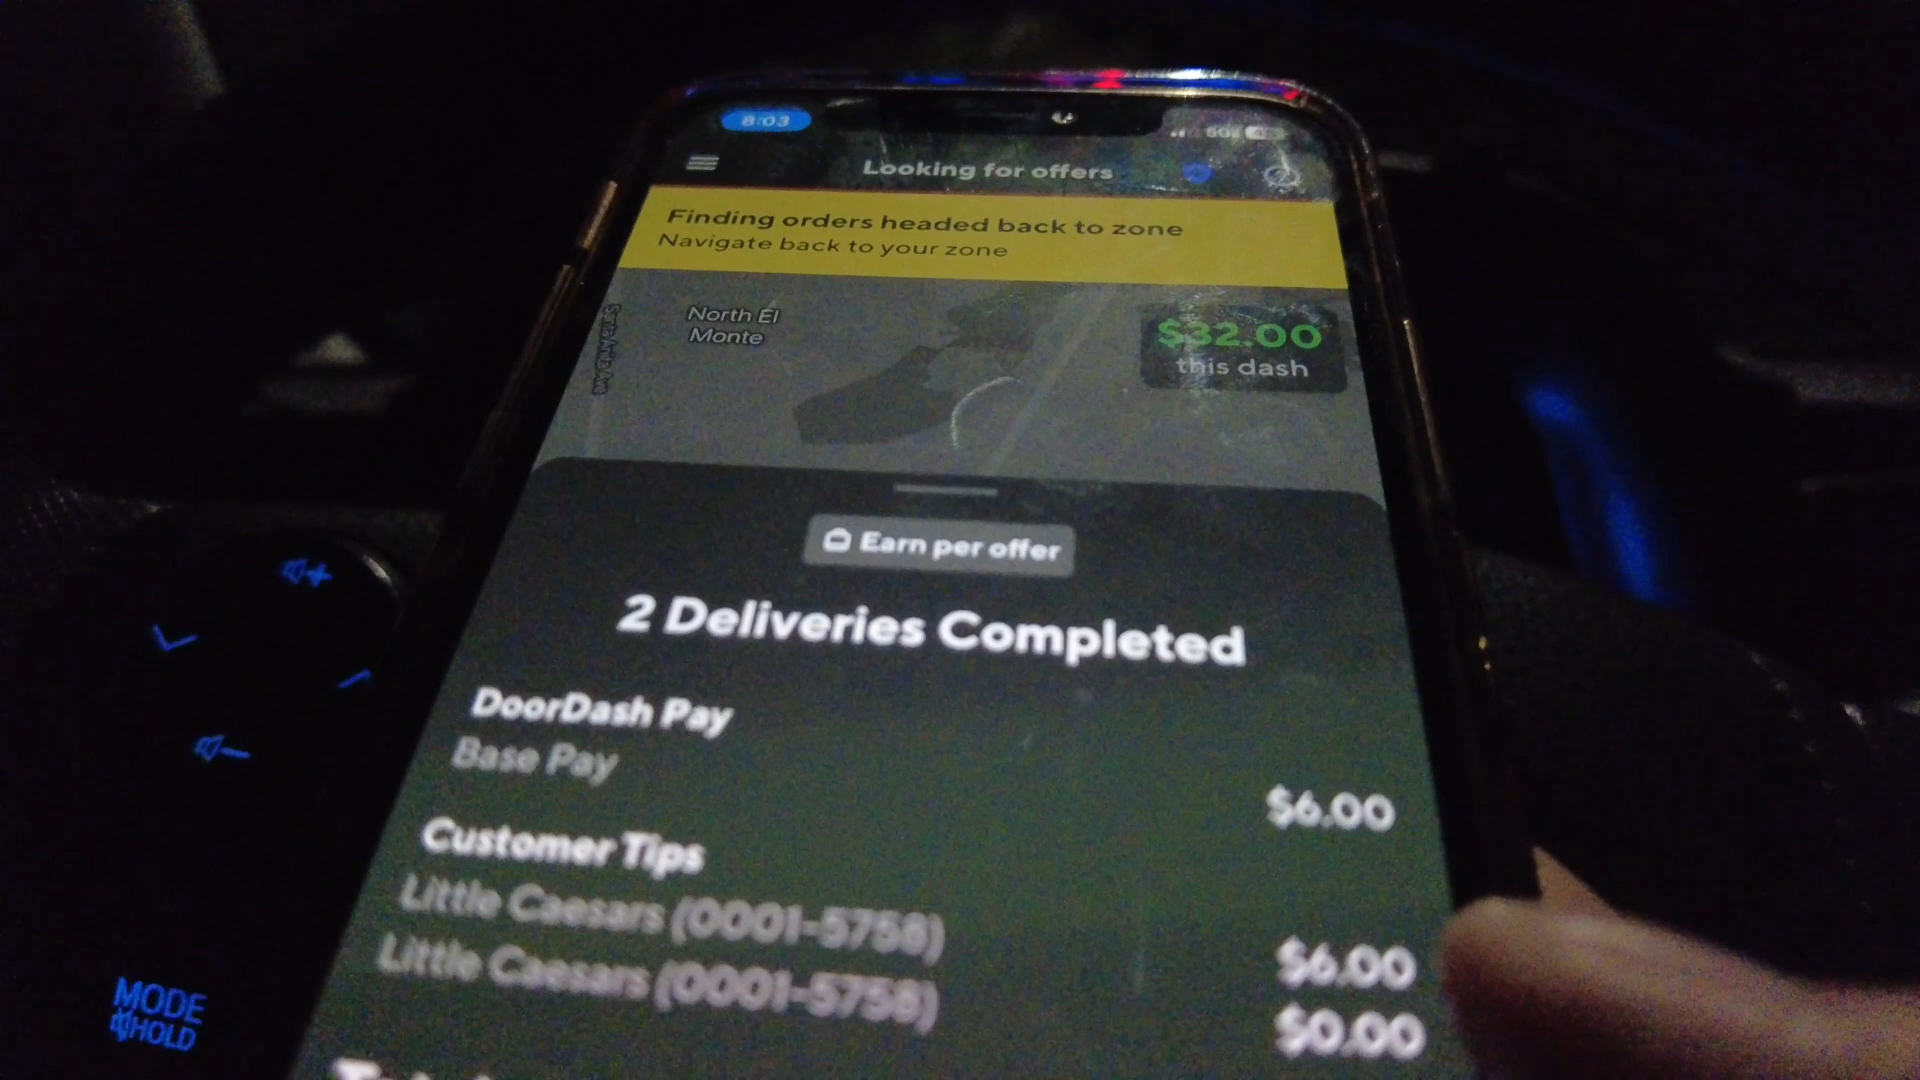 8:03
Looking for offers
Finding orders headed back to zone
Navigate back to your zone
North El
Monte
$32.00
this dash
Earn per offer
2 Deliveries Completed
DoorDash Pay
Base Pay
$6.00
Customer Tips
Little Caesars (0001-5758)
$6.00
Little Caesars (0001-5758)
$0.00
MODE
HOLD